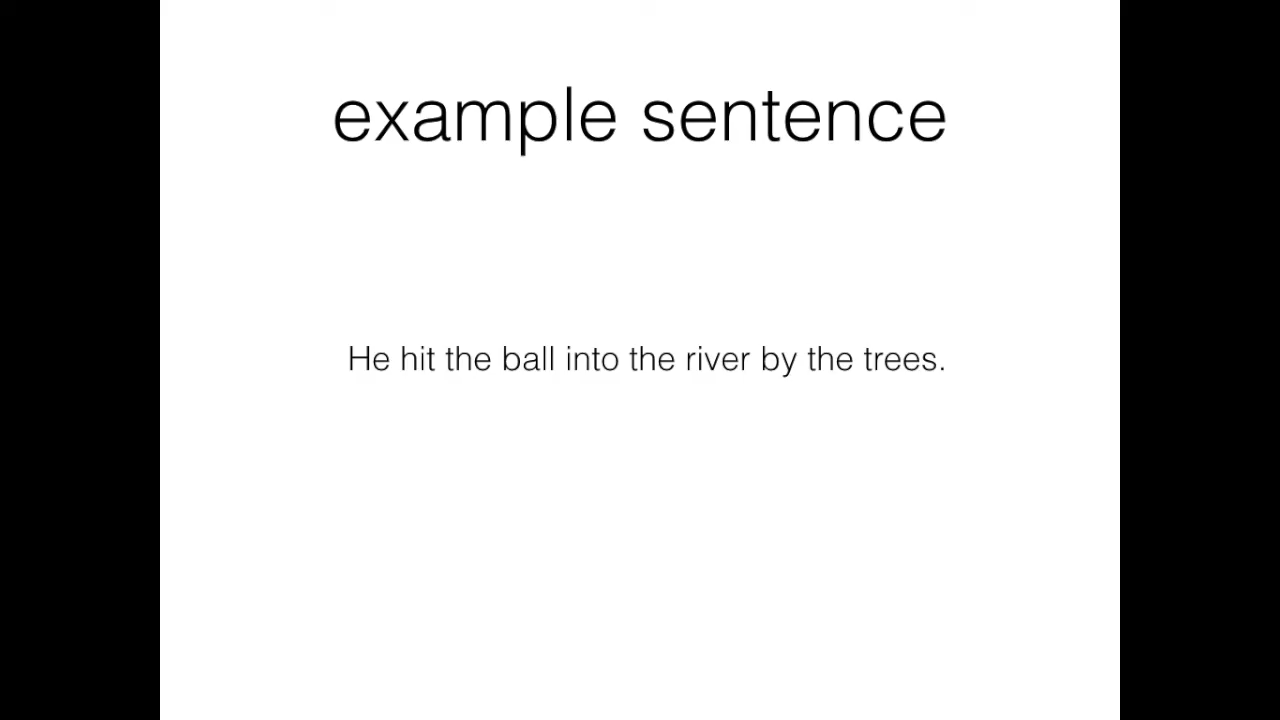 example sentence
He hit the ball into the river by the trees.